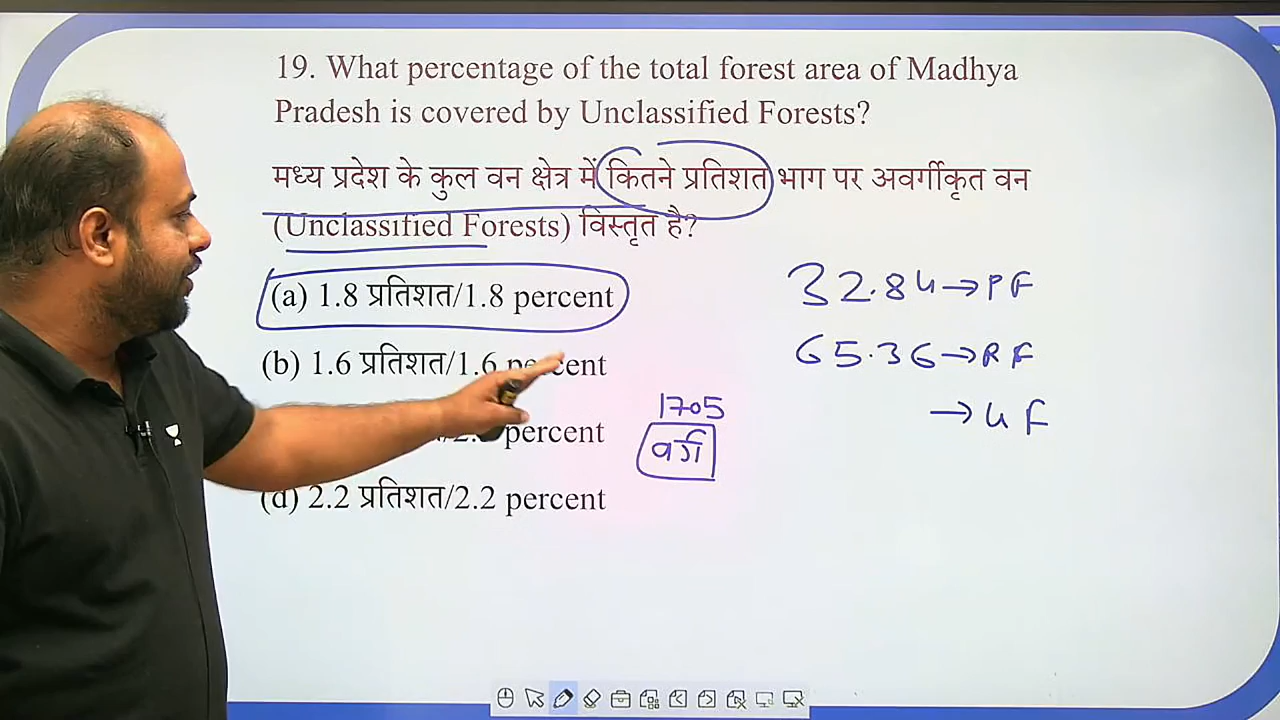 19. What percentage of the total forest area of Madhya
Pradesh is covered by Unclassified Forests?
मध्य प्रदेश के कुल वन क्षेत्र में कितने प्रतिशत भाग पर अवर्गीकृत वन
(Unclassified Forests) विस्तृत है?
(a) 1.8 प्रतिशत/1.8 percent
(b) 1.6 प्रतिशत/1.6 percent
percent
(d) 2.2 प्रतिशत/2.2 percent
32.84 → PF
65.36 → RF
→ UF
1705
वर्ग